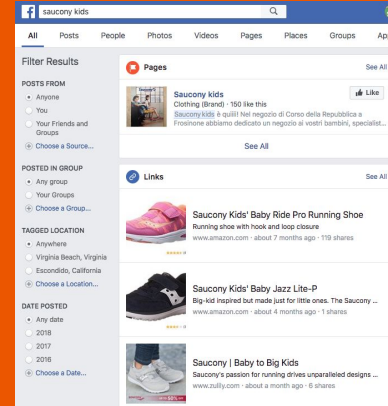 saucony kids
All Posts People Photos Videos Pages Places Groups
Filter Results
POSTS FROM
Anyone
You
Your Friends and
Groups
Choose a Source...
POSTED IN GROUP
Any group
Your Groups
Choose a Group...
TAGGED LOCATION
Anywhere
Virginia Beach, Virginia
Escondido, California
Choose a Location...
DATE POSTED
Any date
2018
2017
2016
Choose a Date...
Pages
See All
Saucony kids
Like
Clothing (Brand) · 150 like this
Saucony kids è quiiii! Nel negozio di Corso della Repubblica a
Frosinone abbiamo dedicato un negozio ai vostri bambini, specialist...
See All
Links
See All
Saucony Kids' Baby Ride Pro Running Shoe
Running shoe with hook and loop closure
www.amazon.com · about 7 months ago · 119 shares
Saucony Kids' Baby Jazz Lite-P
Big-kid inspired but made just for little ones. The Saucony ...
www.amazon.com · about 4 months ago · 1 shares
Saucony | Baby to Big Kids
Saucony's passion for running drives unparalleled designs ...
www.zulily.com · about a month ago · 6 shares